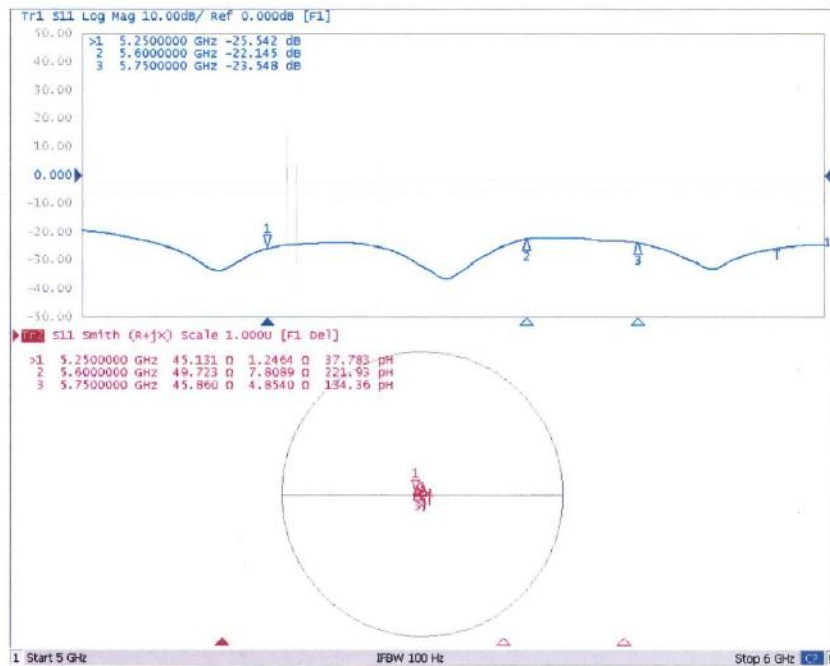 Tr1 S11 Log Mag 10.00dB/ Ref 0.000dB [F1]
50.00
40.00
30.00
20.00
10.00
0.000
-10.00
-20.00
-30.00
-40.00
-50.00
>1 5.2500000 GHz -25.542 dB
2 5.6000000 GHz -22.145 dB
3 5.7500000 GHz -23.548 dB
1
2
3
1
Tr2 S11 Smith (R+jX) Scale 1.000U [F1 Del]
>1 5.2500000 GHz 45.131 Ω 1.2464 Ω 37.783 pH
2 5.6000000 GHz 49.723 Ω 7.8089 Ω 221.93 pH
3 5.7500000 GHz 45.860 Ω 4.8540 Ω 134.36 pH
1
1 Start 5 GHz IFBW 100 Hz Stop 6 GHz